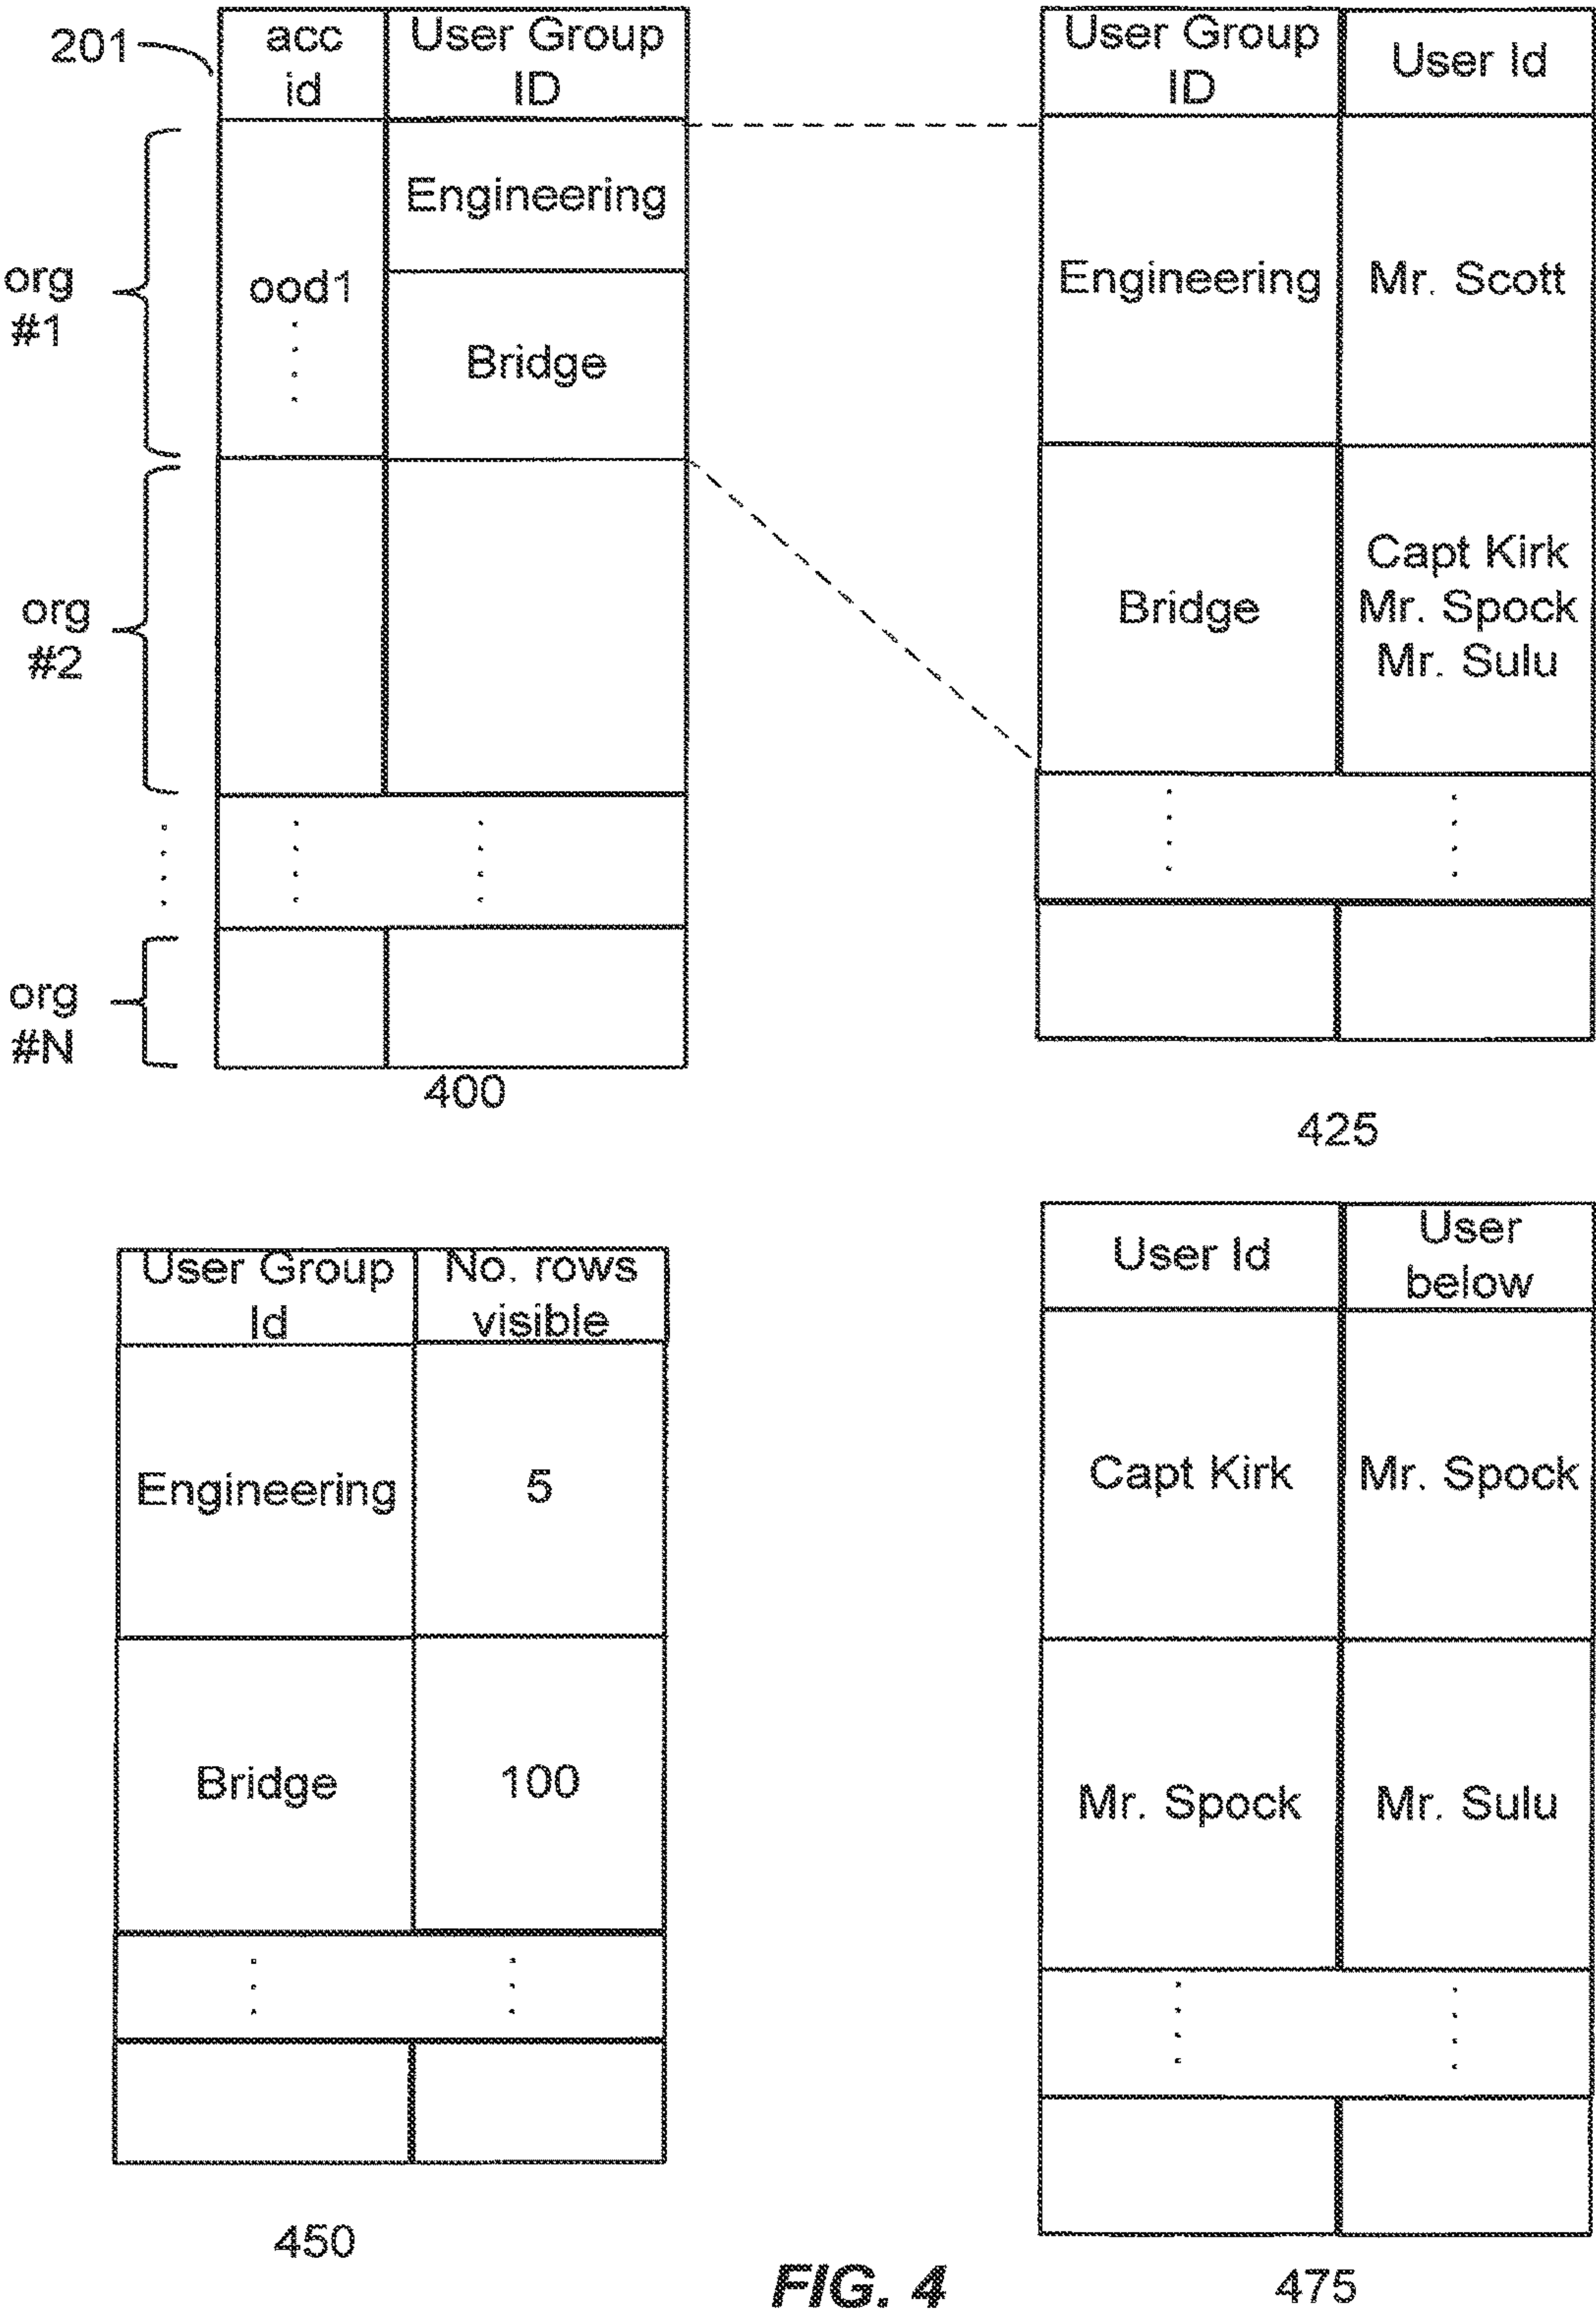 201
acc
id
User Group
ID
org
#1
ood1
Engineering
Bridge
org
#2
org
#N
400
User Group
ID
User Id
Engineering
Mr. Scott
Bridge
Capt Kirk
Mr. Spock
Mr. Sulu
425
User Group
Id
No. rows
visible
Engineering
5
Bridge
100
450
User Id
User
below
Capt Kirk
Mr. Spock
Mr. Spock
Mr. Sulu
475
FIG. 4